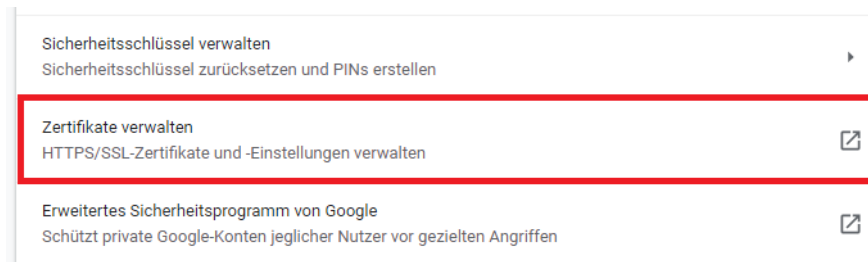 Sicherheitsschlüssel verwalten
Sicherheitsschlüssel zurücksetzen und PINs erstellen
Zertifikate verwalten
HTTPS/SSL-Zertifikate und -Einstellungen verwalten
Erweitertes Sicherheitsprogramm von Google
Schützt private Google-Konten jeglicher Nutzer vor gezielten Angriffen